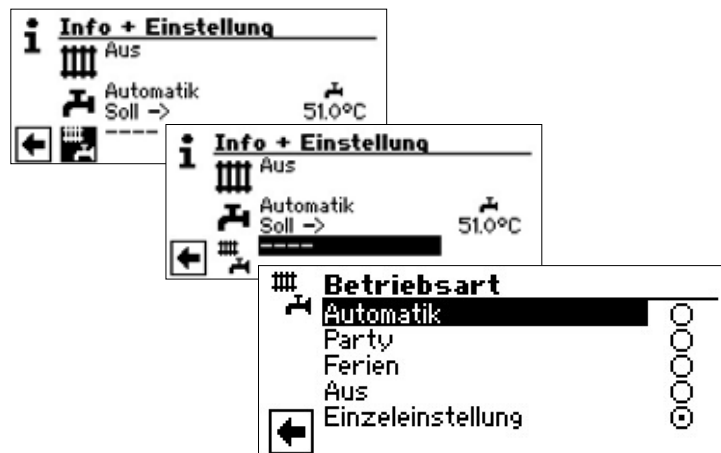 i Info + Einstellung
Aus
Automatik
Soll -> 51.0°C
----
i Info + Einstellung
Aus
Automatik
Soll -> 51.0°C
----
Betriebsart
Automatik
Party
Ferien
Aus
Einzeleinstellung